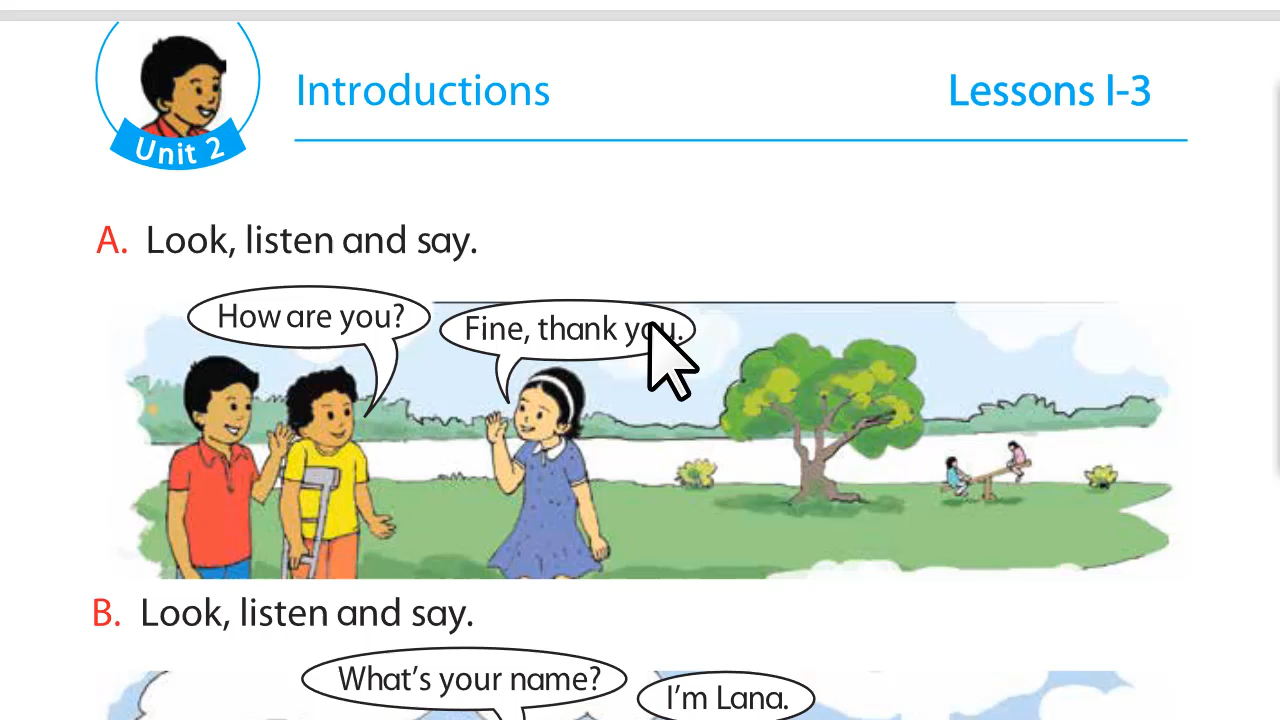 Unit 2
Introductions
Lessons 1-3
A. Look, listen and say.
How are you?
Fine, thank you.
B. Look, listen and say.
What's your name?
I'm Lana.